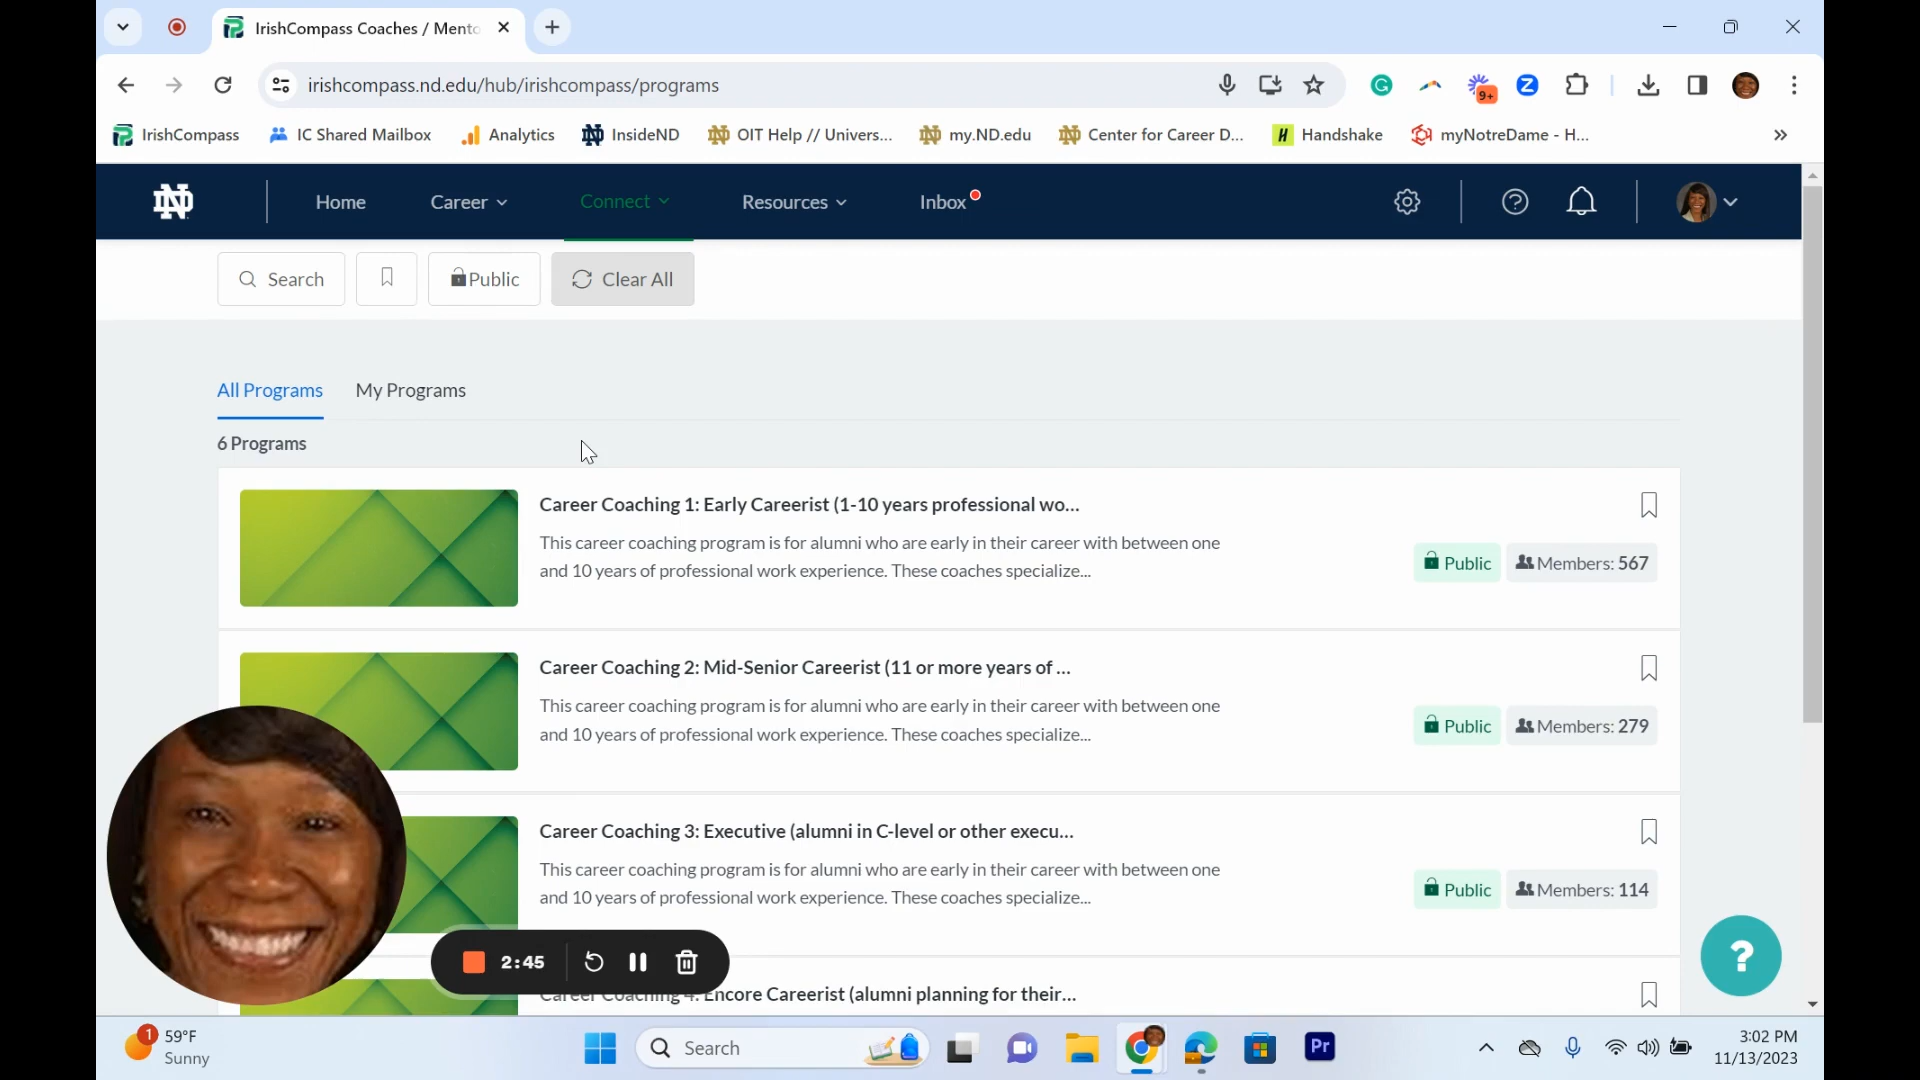 IrishCompass Coaches / Mento
irishcompass.nd.edu/hub/irishcompass/programs
9+
IrishCompass
IC Shared Mailbox
Analytics
InsideND
OIT Help // Univers...
my.ND.edu
Center for Career D...
Handshake
myNotreDame - H...
Home
Career
Connect
Resources
Inbox
Search
Public
Clear All
All Programs
My Programs
6 Programs
Career Coaching 1: Early Careerist (1-10 years professional wo...
This career coaching program is for alumni who are early in their career with between one
and 10 years of professional work experience. These coaches specialize...
Public
Members: 567
Career Coaching 2: Mid-Senior Careerist (11 or more years of ...
This career coaching program is for alumni who are early in their career with between one
and 10 years of professional work experience. These coaches specialize...
Public
Members: 279
Career Coaching 3: Executive (alumni in C-level or other execu...
This career coaching program is for alumni who are early in their career with between one
and 10 years of professional work experience. These coaches specialize...
Public
Members: 114
2:45
?
Career Coaching 4: Encore Careerist (alumni planning for their...
1
59°F
Sunny
Search
Pr
3:02 PM
11/13/2023